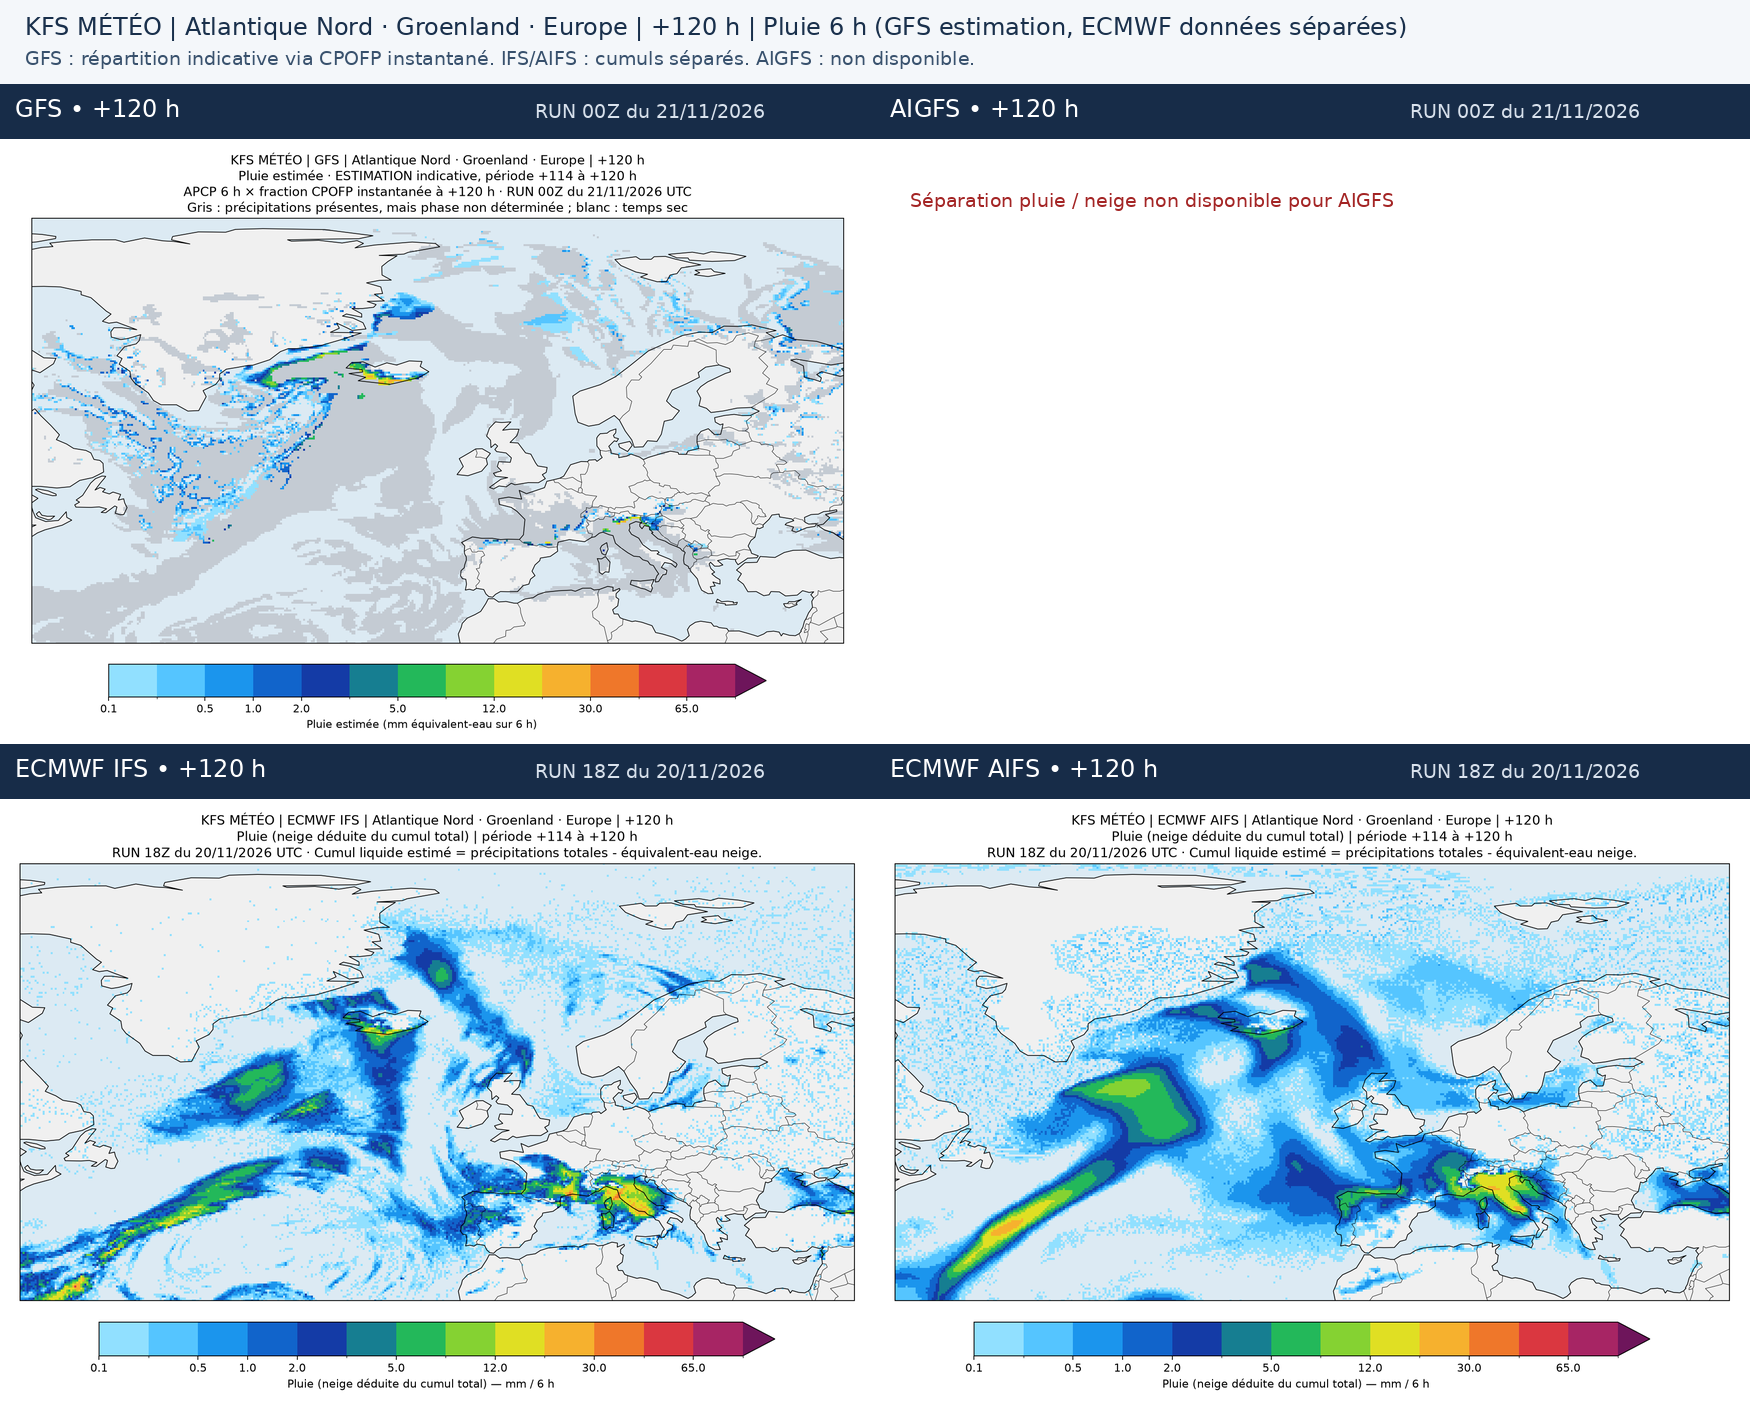 KFS MÉTÉO | Atlantique Nord · Groenland · Europe | +120 h | Pluie 6 h (GFS estimation, ECMWF données séparées)
GFS : répartition indicative via CPOFP instantané. IFS/AIFS : cumuls séparés. AIGFS : non disponible.
GFS • +120 h
RUN 00Z du 21/11/2026
AIGFS • +120 h
RUN 00Z du 21/11/2026
KFS MÉTÉO | GFS | Atlantique Nord · Groenland · Europe | +120 h
Pluie estimée · ESTIMATION indicative, période +114 à +120 h
APCP 6 h × fraction CPOFP instantanée à +120 h · RUN 00Z du 21/11/2026 UTC
Gris : précipitations présentes, mais phase non déterminée ; blanc : temps sec
Séparation pluie / neige non disponible pour AIGFS
0.1 0.5 1.0 2.0 5.0 12.0 30.0 65.0
Pluie estimée (mm équivalent-eau sur 6 h)
ECMWF IFS • +120 h
RUN 18Z du 20/11/2026
ECMWF AIFS • +120 h
RUN 18Z du 20/11/2026
KFS MÉTÉO | ECMWF IFS | Atlantique Nord · Groenland · Europe | +120 h
Pluie (neige déduite du cumul total) | période +114 à +120 h
RUN 18Z du 20/11/2026 UTC · Cumul liquide estimé = précipitations totales - équivalent-eau neige.
0.1 0.5 1.0 2.0 5.0 12.0 30.0 65.0
Pluie (neige déduite du cumul total) — mm / 6 h
KFS MÉTÉO | ECMWF AIFS | Atlantique Nord · Groenland · Europe | +120 h
Pluie (neige déduite du cumul total) | période +114 à +120 h
RUN 18Z du 20/11/2026 UTC · Cumul liquide estimé = précipitations totales - équivalent-eau neige.
0.1 0.5 1.0 2.0 5.0 12.0 30.0 65.0
Pluie (neige déduite du cumul total) — mm / 6 h